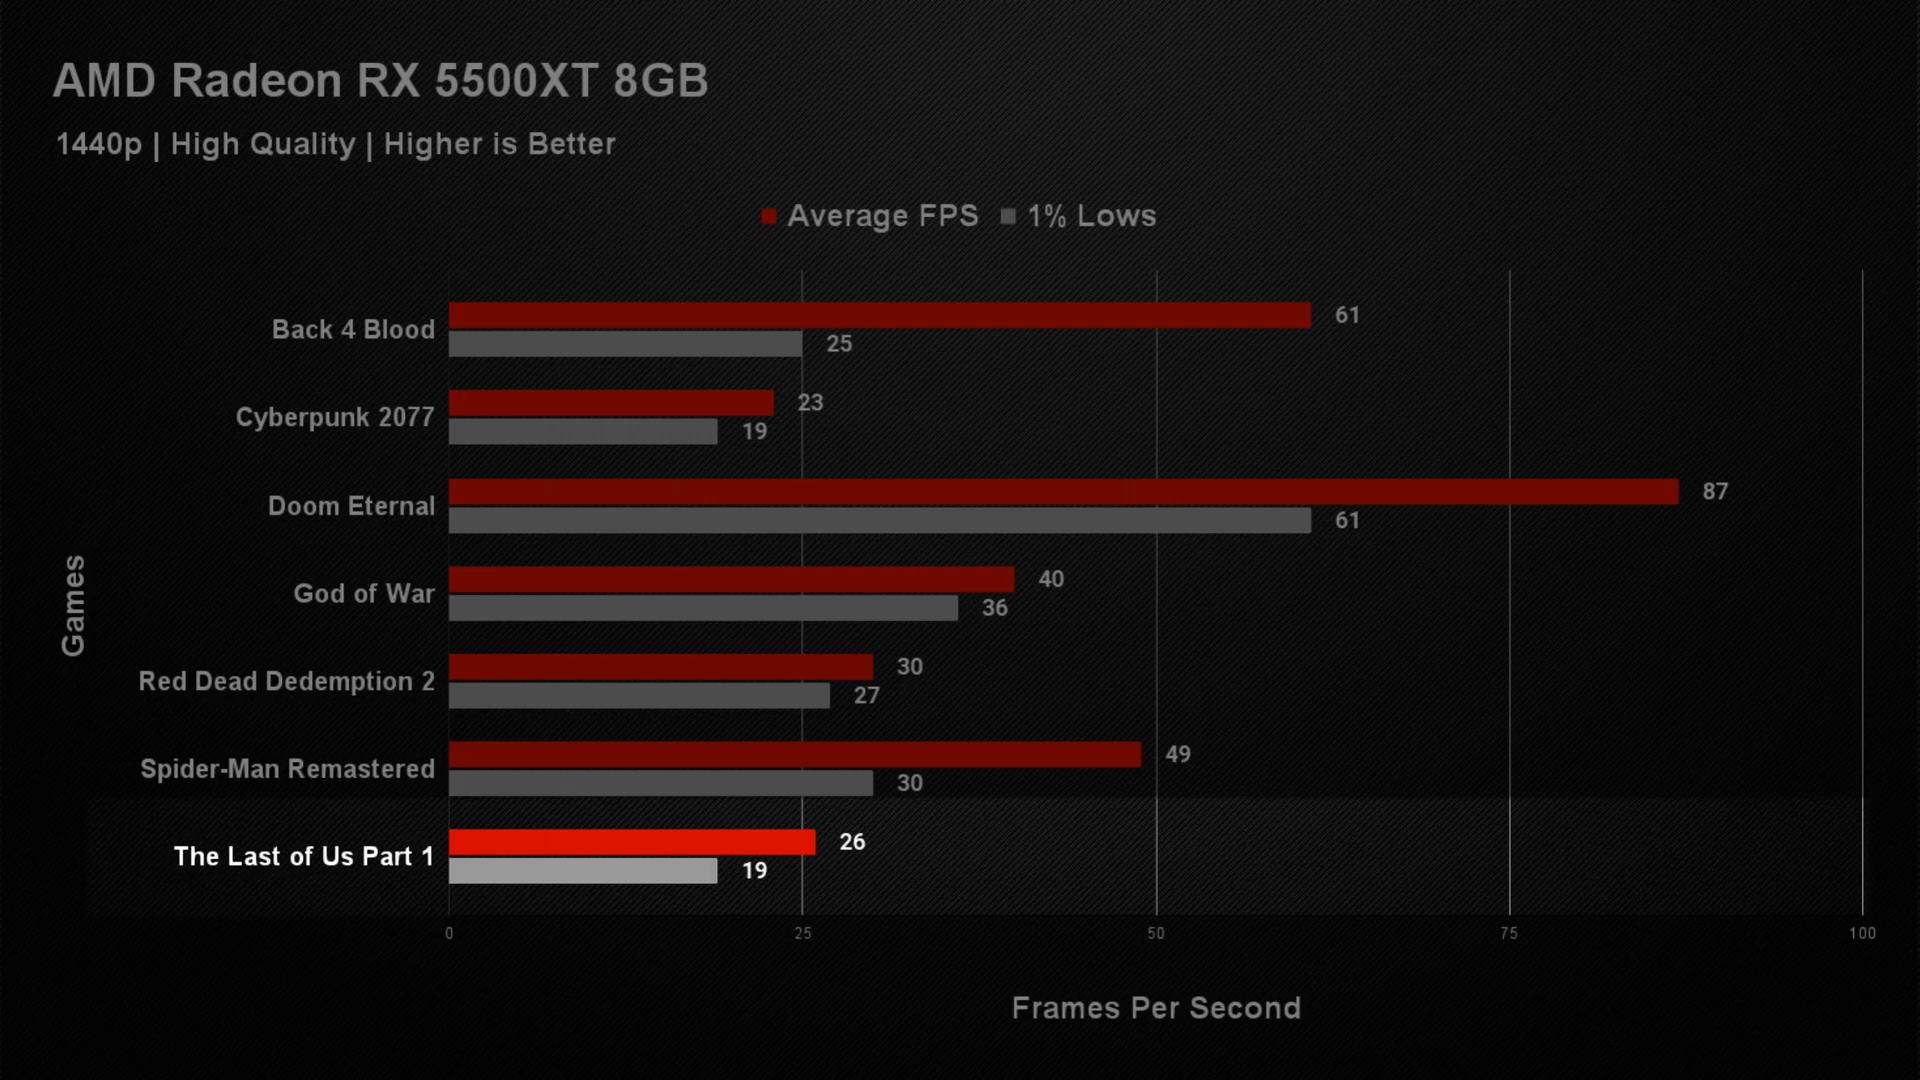 AMD Radeon RX 5500XT 8GB
1440p | High Quality | Higher is Better
Average FPS 1% Lows
Back 4 Blood 61
25
Cyberpunk 2077 23
19
Doom Eternal 87
61
God of War 40
36
Red Dead Dedemption 2 30
27
Spider-Man Remastered 49
30
The Last of Us Part 1 26
19
Games
0 25 50 75 100
Frames Per Second